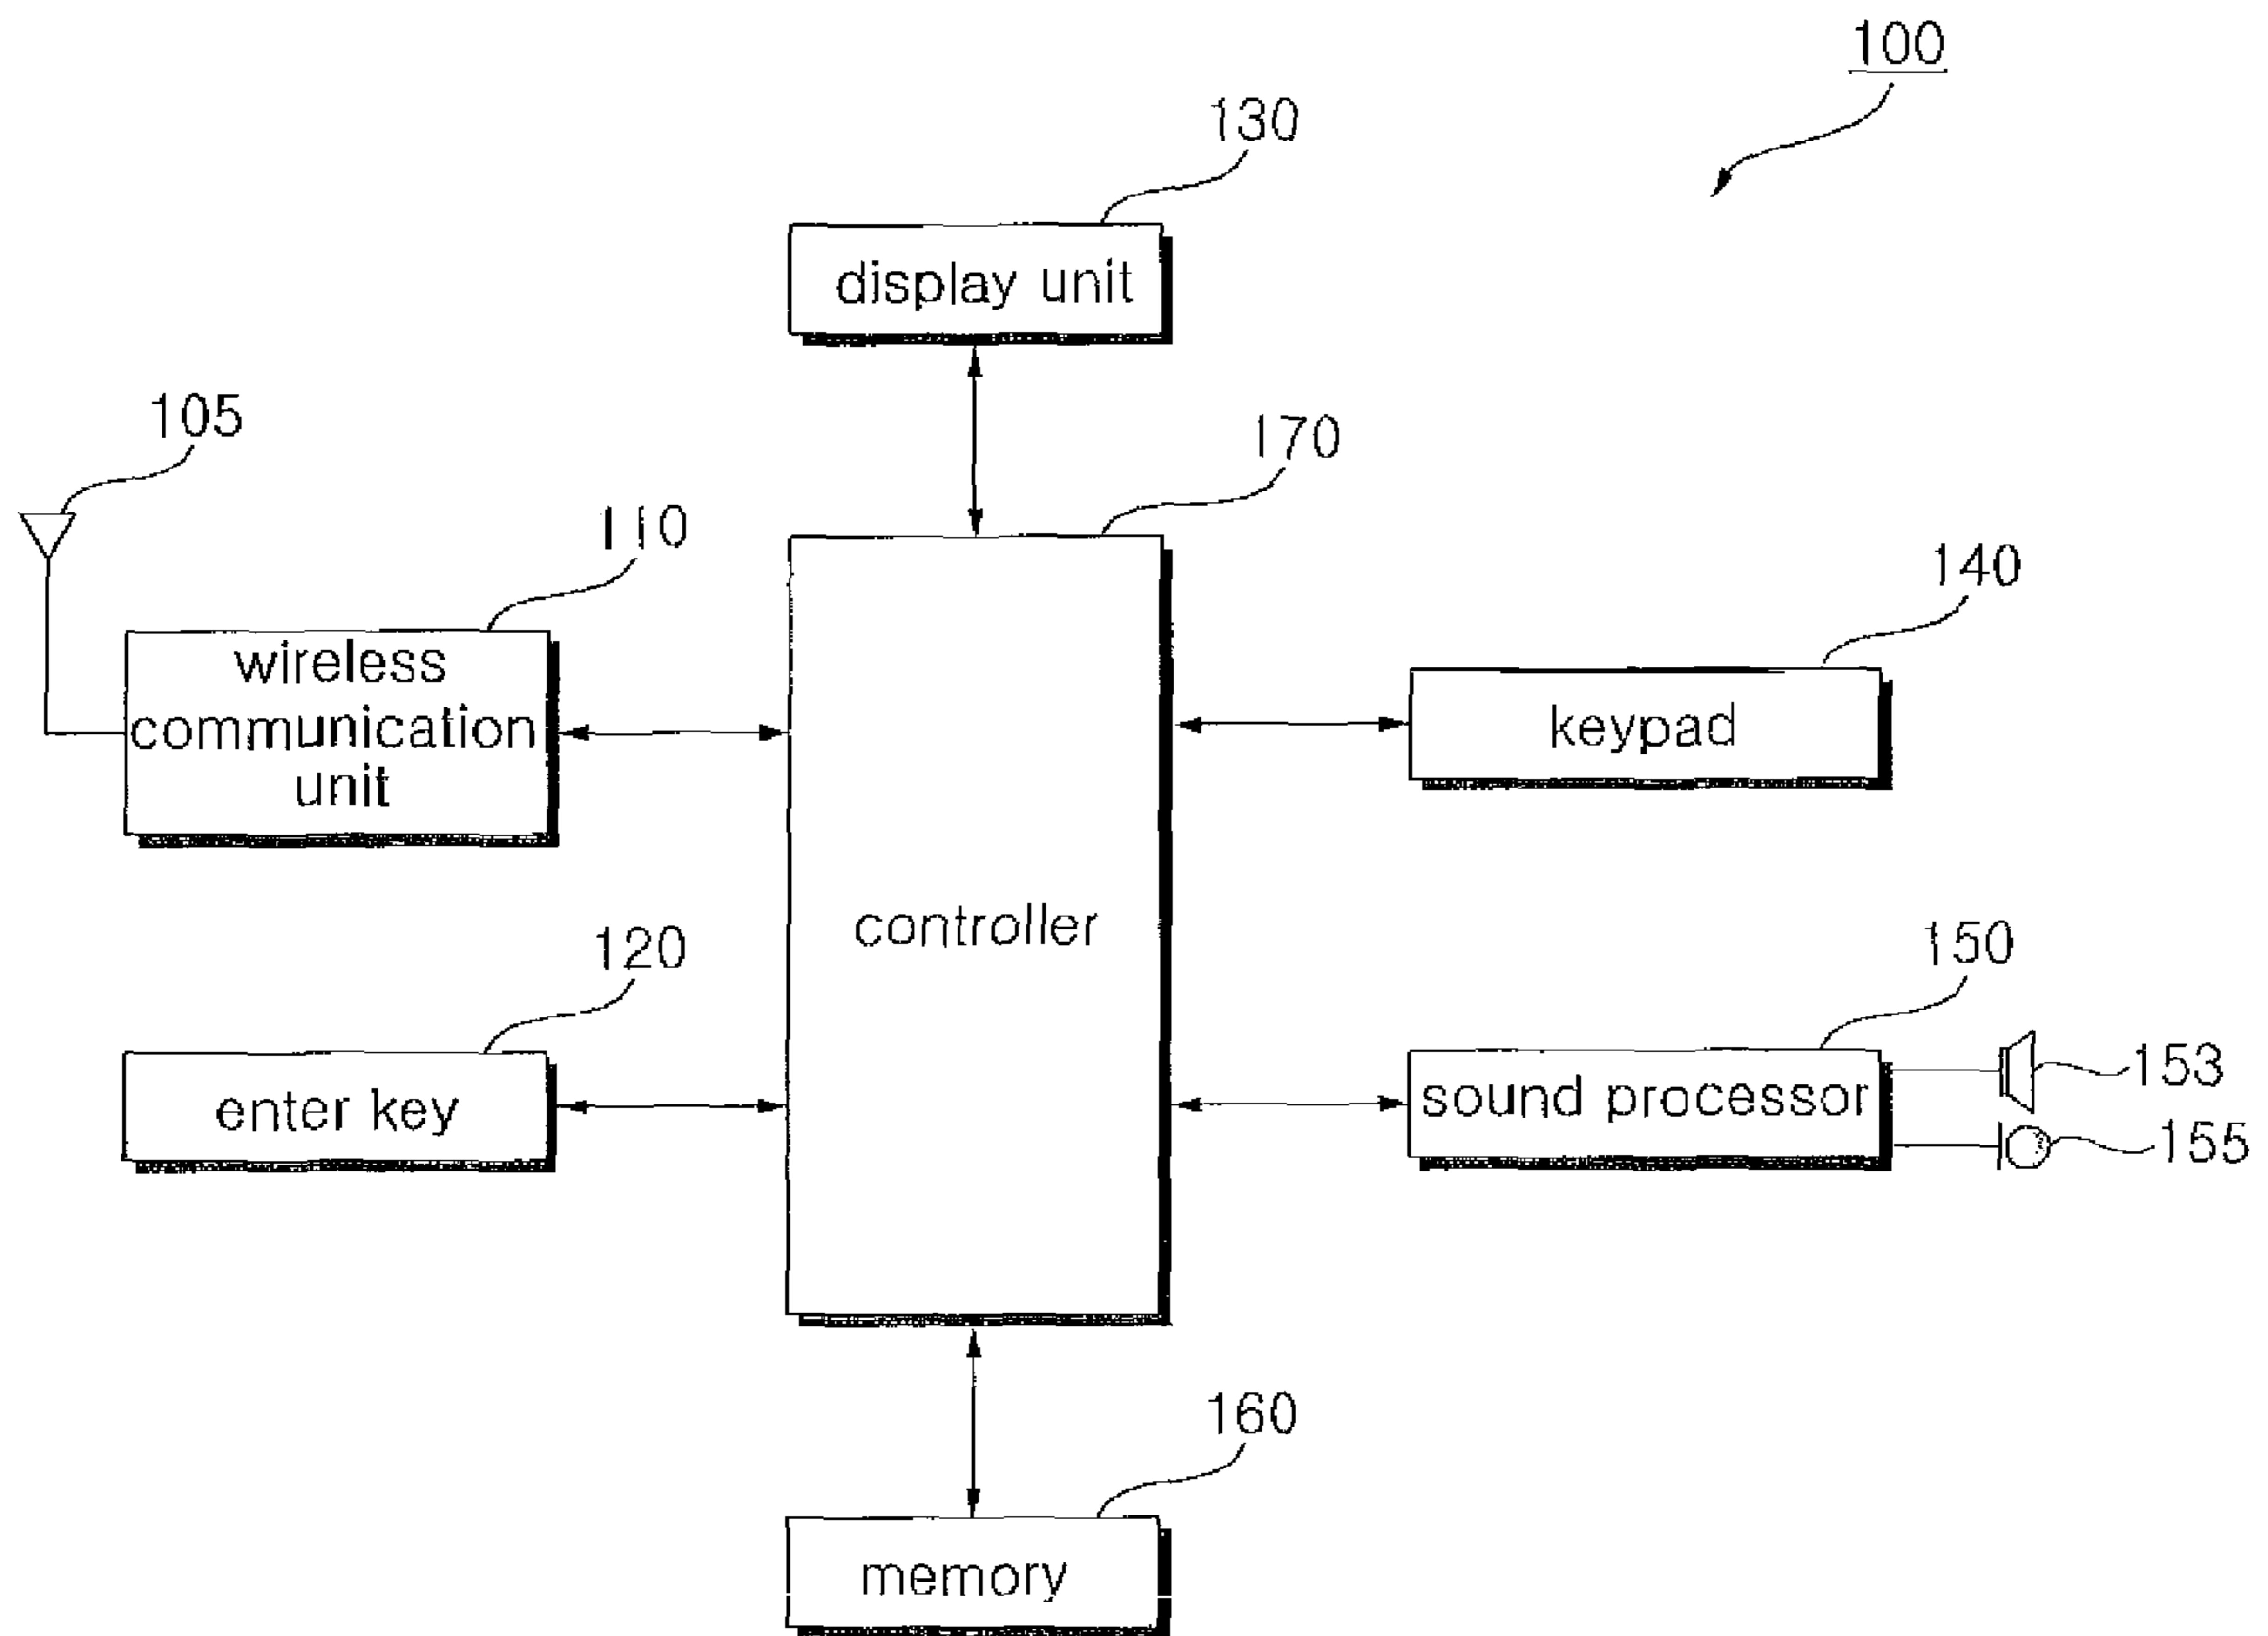 100
130
display unit
105
170
110
140
wireless
communication
unit
keypad
controller
120
150
enter key
sound processor
153
155
160
memory